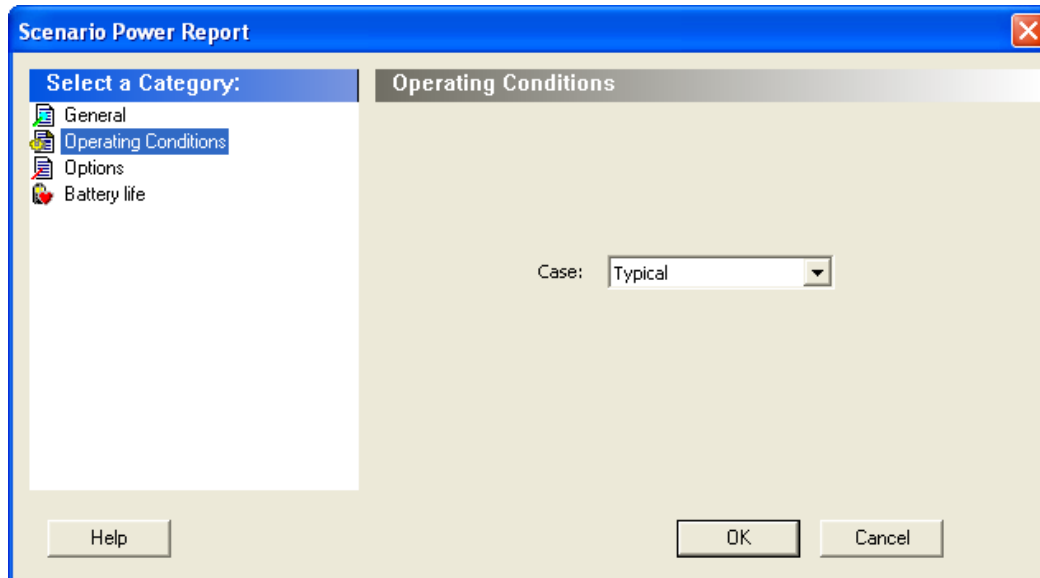 Scenario Power Report
Select a Category:
General
Operating Conditions
Options
Battery life
Operating Conditions
Case: Typical
Help
OK
Cancel